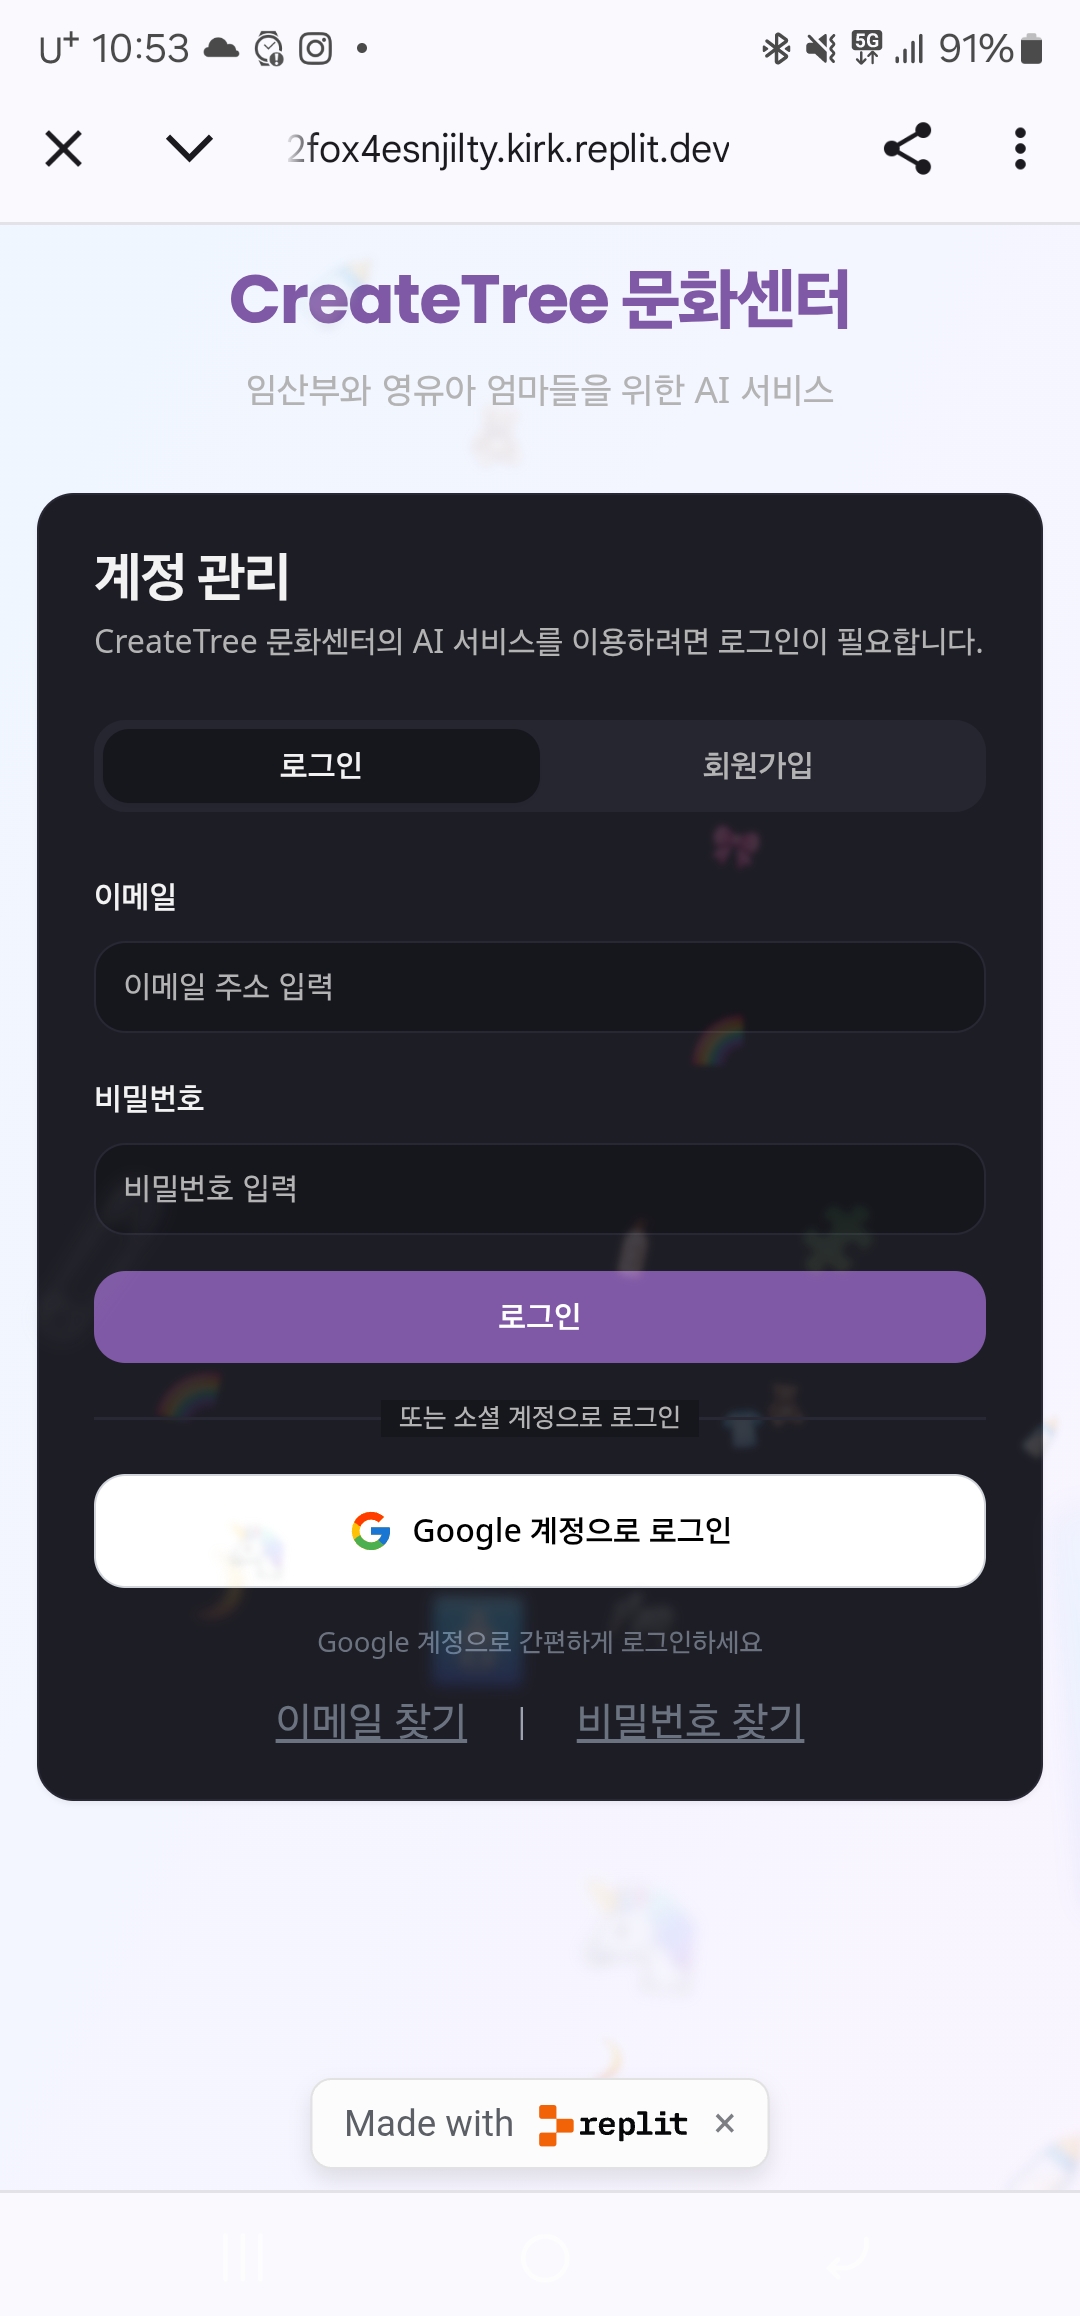 U+ 10:53 5G 91%
2fox4esnjilty.kirk.replit.dev
CreateTree 문화센터
임산부와 영유아 엄마들을 위한 AI 서비스
계정 관리
CreateTree 문화센터의 AI 서비스를 이용하려면 로그인이 필요합니다.
로그인 회원가입
이메일
이메일 주소 입력
비밀번호
비밀번호 입력
로그인
또는 소셜 계정으로 로그인
Google 계정으로 로그인
Google 계정으로 간편하게 로그인하세요
이메일 찾기 | 비밀번호 찾기
Made with replit ×